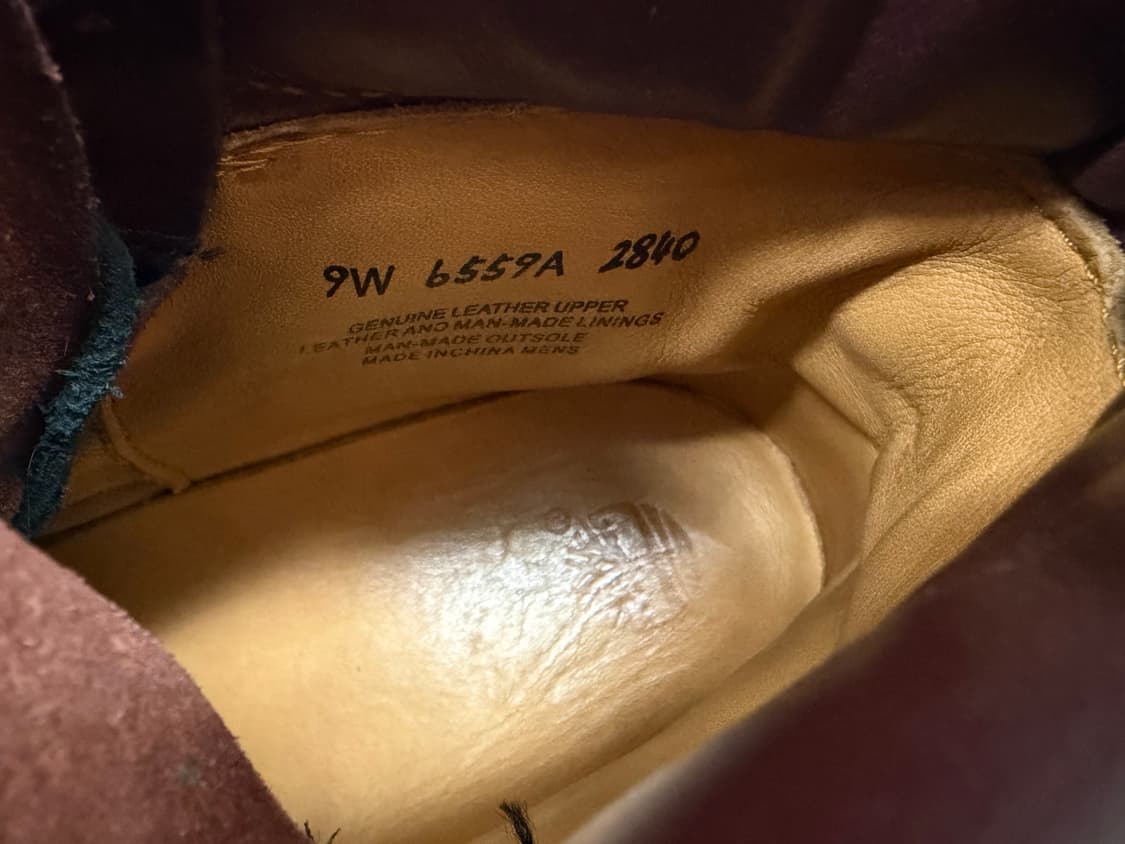 9W 6559A 2840
GENUINE LEATHER UPPER
LEATHER AND MAN-MADE LININGS
MAN-MADE OUTSOLE
MADE IN CHINA MENS